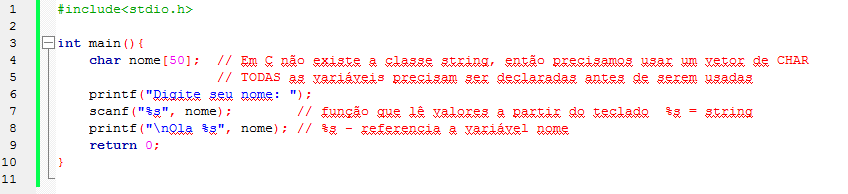 1 #include<stdio.h>
2
3 int main(){
4 char nome[50]; // Em C não existe a classe string, então precisamos usar um vetor de CHAR
5 // TODAS as variáveis precisam ser declaradas antes de serem usadas
6 printf("Digite seu nome: ");
7 scanf("%s", nome); // função que lê valores a partir do teclado %s = string
8 printf("\nOla %s", nome); // %s - referencia a variável nome
9 return 0;
10 }
11